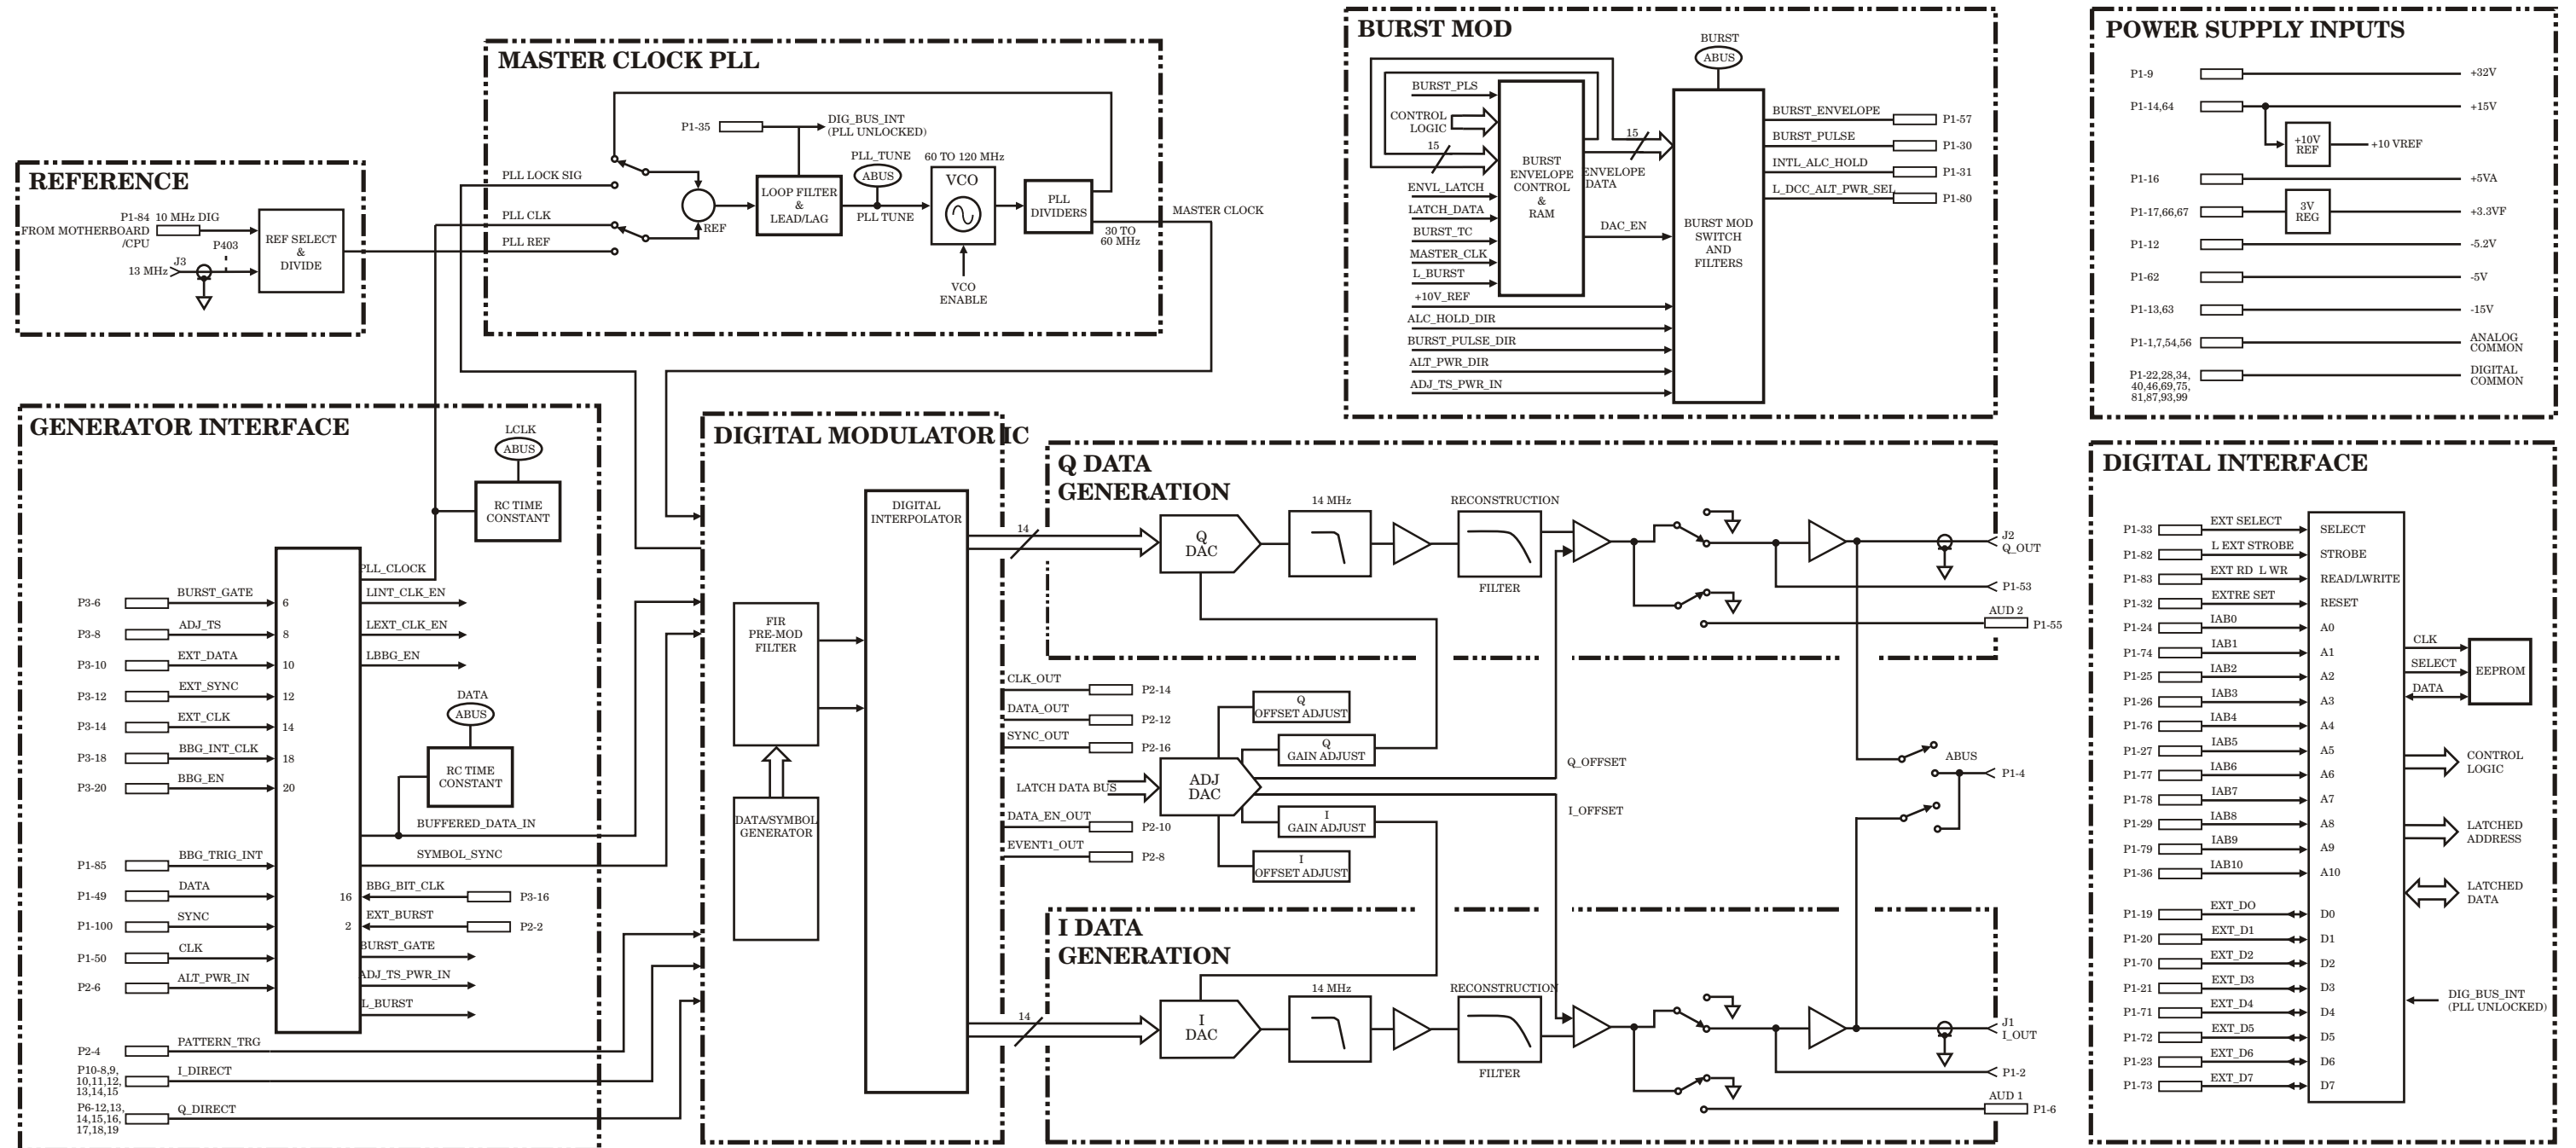 REFERENCE
P1-84 10 MHz DIG
FROM MOTHERBOARD
/CPU
P403
J3
13 MHz
REF SELECT
&
DIVIDE
MASTER CLOCK PLL
P1-35
DIG_BUS_INT
(PLL UNLOCKED)
PLL LOCK SIG
PLL CLK
PLL REF
REF
LOOP FILTER
&
LEAD/LAG
PLL_TUNE
ABUS
PLL TUNE
60 TO 120 MHz
VCO
VCO
ENABLE
PLL
DIVIDERS
30 TO
60 MHz
MASTER CLOCK
BURST MOD
BURST
ABUS
BURST_PLS
CONTROL
LOGIC
15
ENVL_LATCH
LATCH_DATA
BURST_TC
MASTER_CLK
L_BURST
+10V_REF
ALC_HOLD_DIR
BURST_PULSE_DIR
ALT_PWR_DIR
ADJ_TS_PWR_IN
BURST
ENVELOPE
CONTROL
&
RAM
15
ENVELOPE
DATA
DAC_EN
BURST MOD
SWITCH
AND
FILTERS
BURST_ENVELOPE
P1-57
BURST_PULSE
P1-30
INTL_ALC_HOLD
P1-31
L_DCC_ALT_PWR_SEL
P1-80
POWER SUPPLY INPUTS
P1-9
+32V
P1-14,64
+15V
+10V
REF
+10 VREF
P1-16
+5VA
P1-17,66,67
3V
REG
+3.3VF
P1-12
-5.2V
P1-62
-5V
P1-13,63
-15V
P1-1,7,54,56
ANALOG
COMMON
P1-22,28,34,
40,46,69,75,
81,87,93,99
DIGITAL
COMMON
GENERATOR INTERFACE
LCLK
ABUS
RC TIME
CONSTANT
P3-6
BURST_GATE
6
P3-8
ADJ_TS
8
P3-10
EXT_DATA
10
P3-12
EXT_SYNC
12
P3-14
EXT_CLK
14
P3-18
BBG_INT_CLK
18
P3-20
BBG_EN
20
P1-85
BBG_TRIG_INT
P1-49
DATA
P1-100
SYNC
P1-50
CLK
P2-6
ALT_PWR_IN
P2-4
PATTERN_TRG
P10-8,9,
10,11,12,
13,14,15
I_DIRECT
P6-12,13,
14,15,16,
17,18,19
Q_DIRECT
PLL_CLOCK
LINT_CLK_EN
LEXT_CLK_EN
LBBG_EN
DATA
ABUS
RC TIME
CONSTANT
BUFFERED_DATA_IN
SYMBOL_SYNC
16
BBG_BIT_CLK
P3-16
2
EXT_BURST
P2-2
BURST_GATE
ADJ_TS_PWR_IN
L_BURST
DIGITAL MODULATOR IC
DIGITAL
INTERPOLATOR
FIR
PRE-MOD
FILTER
DATA/SYMBOL
GENERATOR
14
14
CLK_OUT
P2-14
DATA_OUT
P2-12
SYNC_OUT
P2-16
LATCH DATA BUS
DATA_EN_OUT
P2-10
EVENT1_OUT
P2-8
Q DATA
GENERATION
Q
DAC
14 MHz
RECONSTRUCTION
FILTER
J2
Q_OUT
P1-53
AUD 2
P1-55
Q
OFFSET ADJUST
Q
GAIN ADJUST
ADJ
DAC
I
GAIN ADJUST
I
OFFSET ADJUST
Q_OFFSET
I_OFFSET
ABUS
P1-4
I DATA
GENERATION
I
DAC
14 MHz
RECONSTRUCTION
FILTER
J1
I_OUT
P1-2
AUD 1
P1-6
DIGITAL INTERFACE
P1-33
EXT SELECT
SELECT
P1-82
L EXT STROBE
STROBE
P1-83
EXT RD L WR
READ/LWRITE
P1-32
EXTRE SET
RESET
P1-24
IAB0
A0
P1-74
IAB1
A1
P1-25
IAB2
A2
P1-26
IAB3
A3
P1-76
IAB4
A4
P1-27
IAB5
A5
P1-77
IAB6
A6
P1-78
IAB7
A7
P1-29
IAB8
A8
P1-79
IAB9
A9
P1-36
IAB10
A10
P1-19
EXT_DO
D0
P1-20
EXT_D1
D1
P1-70
EXT_D2
D2
P1-21
EXT_D3
D3
P1-71
EXT_D4
D4
P1-72
EXT_D5
D5
P1-23
EXT_D6
D6
P1-73
EXT_D7
D7
CLK
SELECT
DATA
EEPROM
CONTROL
LOGIC
LATCHED
ADDRESS
LATCHED
DATA
DIG_BUS_INT
(PLL UNLOCKED)